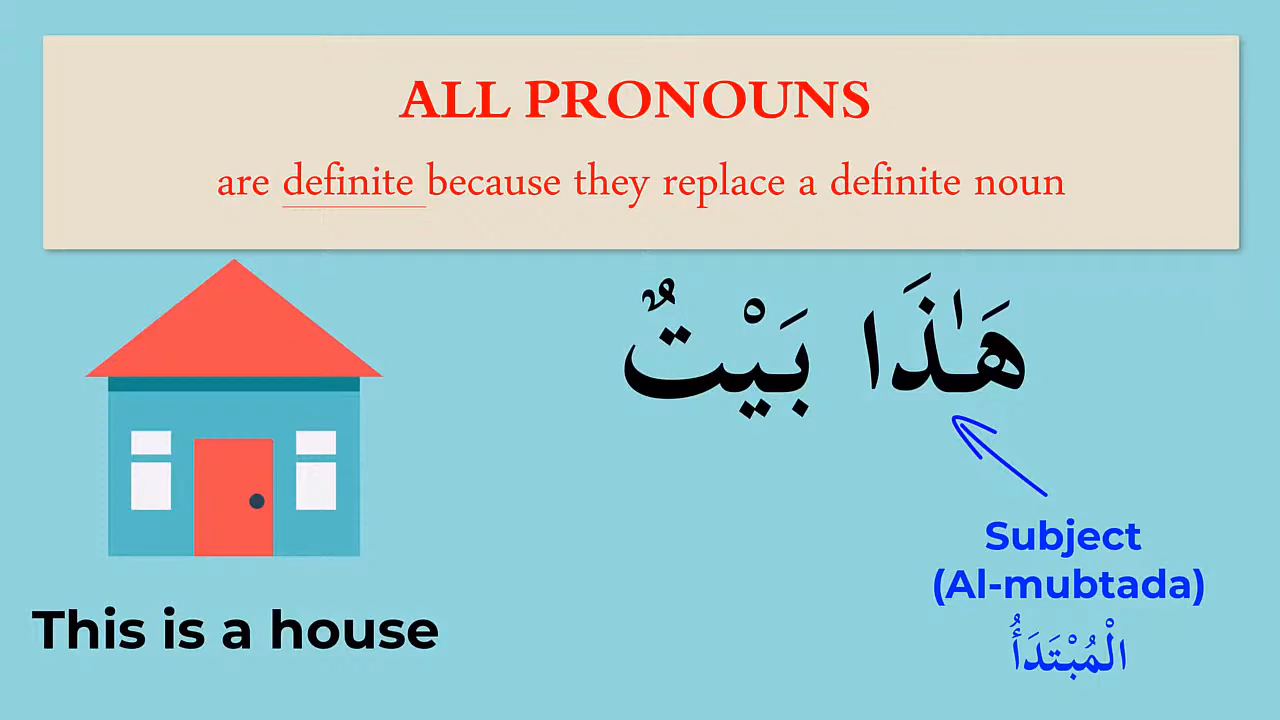 ALL PRONOUNS
are definite because they replace a definite noun
هَٰذَا بَيْتٌ
This is a house
Subject
(Al-mubtada)
الْمُبْتَدَأُ